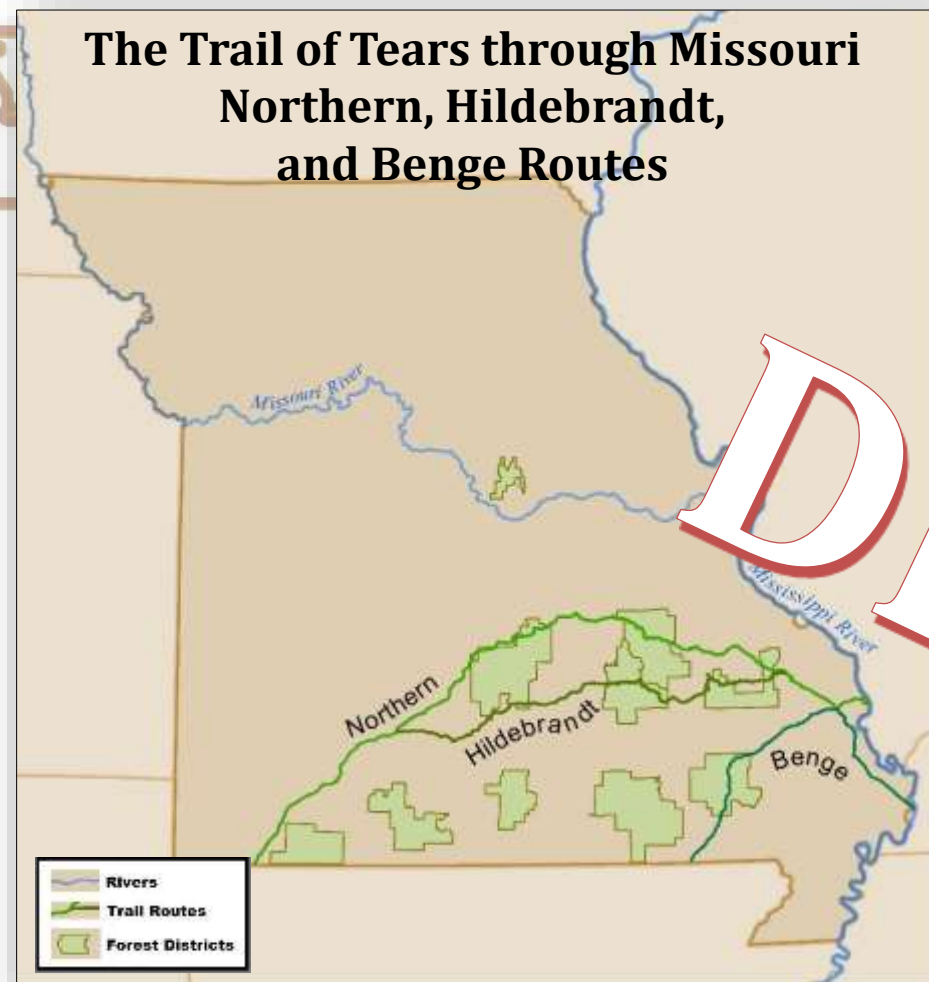 The Trail of Tears through Missouri
Northern, Hildebrandt,
and Benge Routes
Missouri River
D
Mississippi River
Northern
Hildebrandt
Benge
Rivers
Trail Routes
Forest Districts